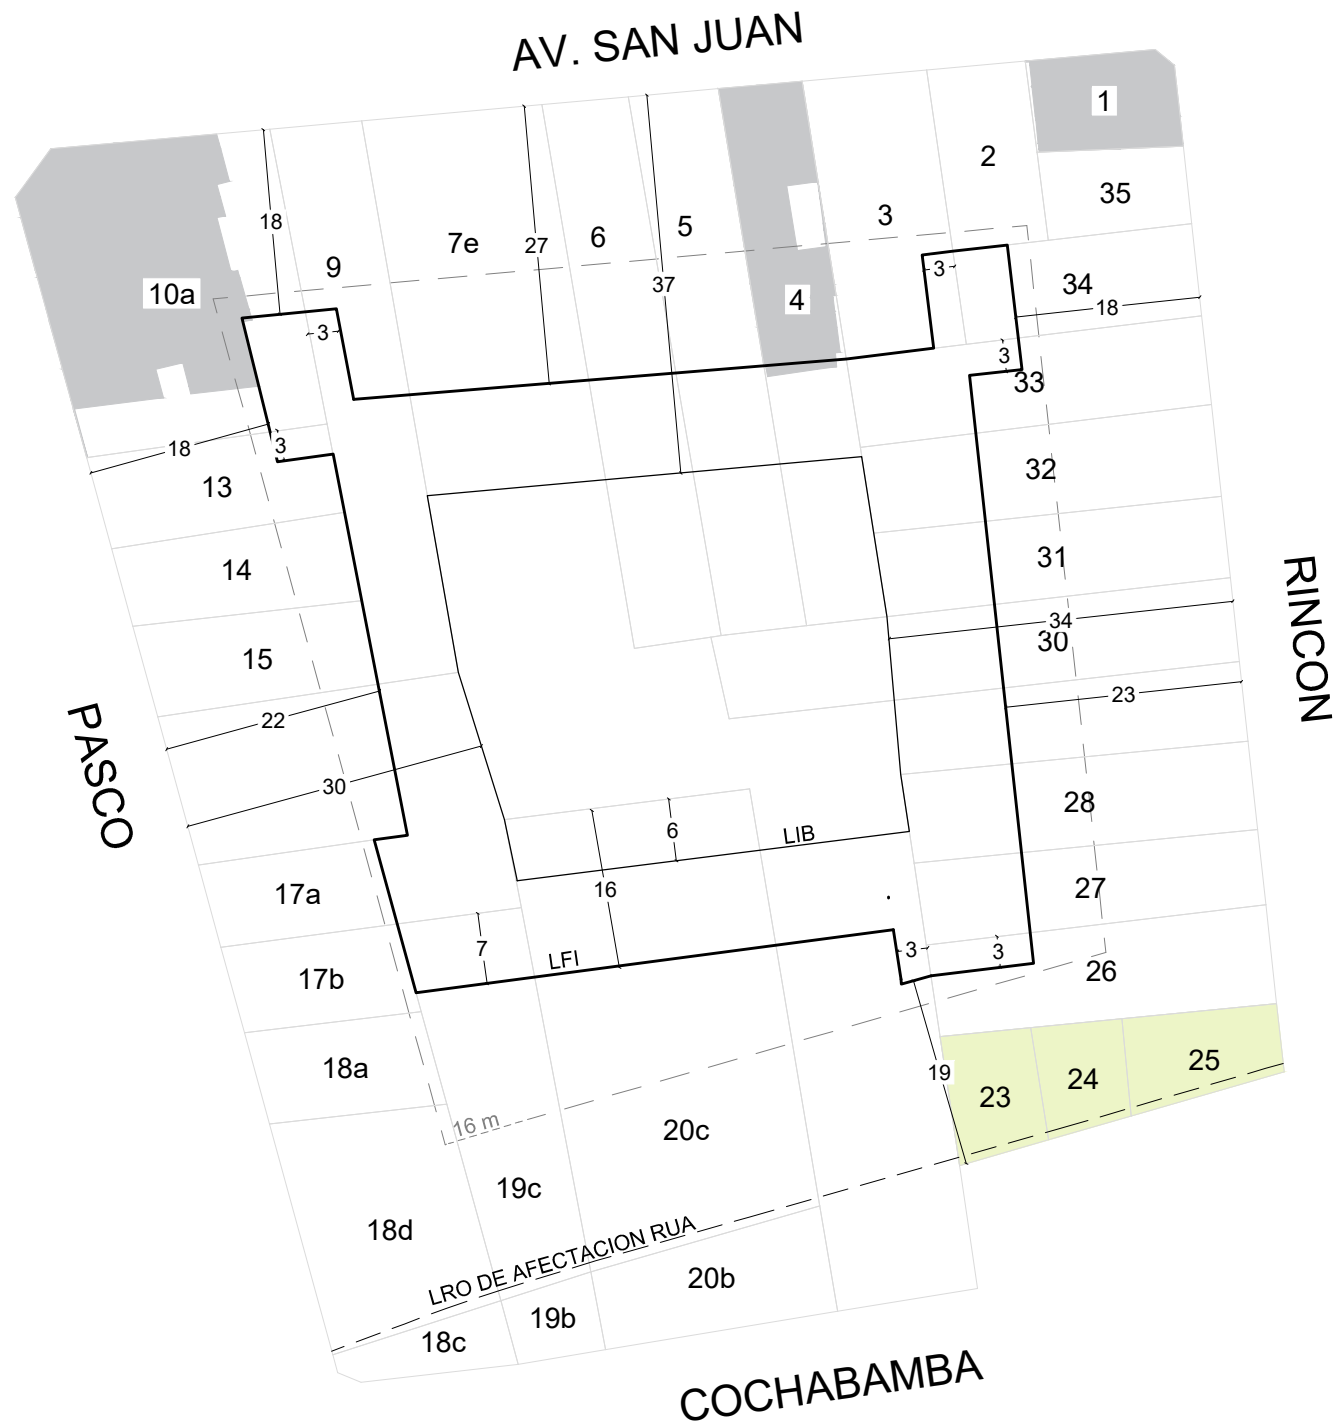 AV. SAN JUAN
1
2
35
3
18
5
6
7e
27
9
3
34
37
10a
4
18
3
3
33
18
3
32
13
31
14
34
30
15
23
22
RINCON
PASCO
30
28
6
LIB
27
16
17a
7
LFI
3
3
26
17b
25
18a
19
24
23
16 m
20c
19c
18d
LRO DE AFECTACION RUA
20b
19b
18c
COCHABAMBA